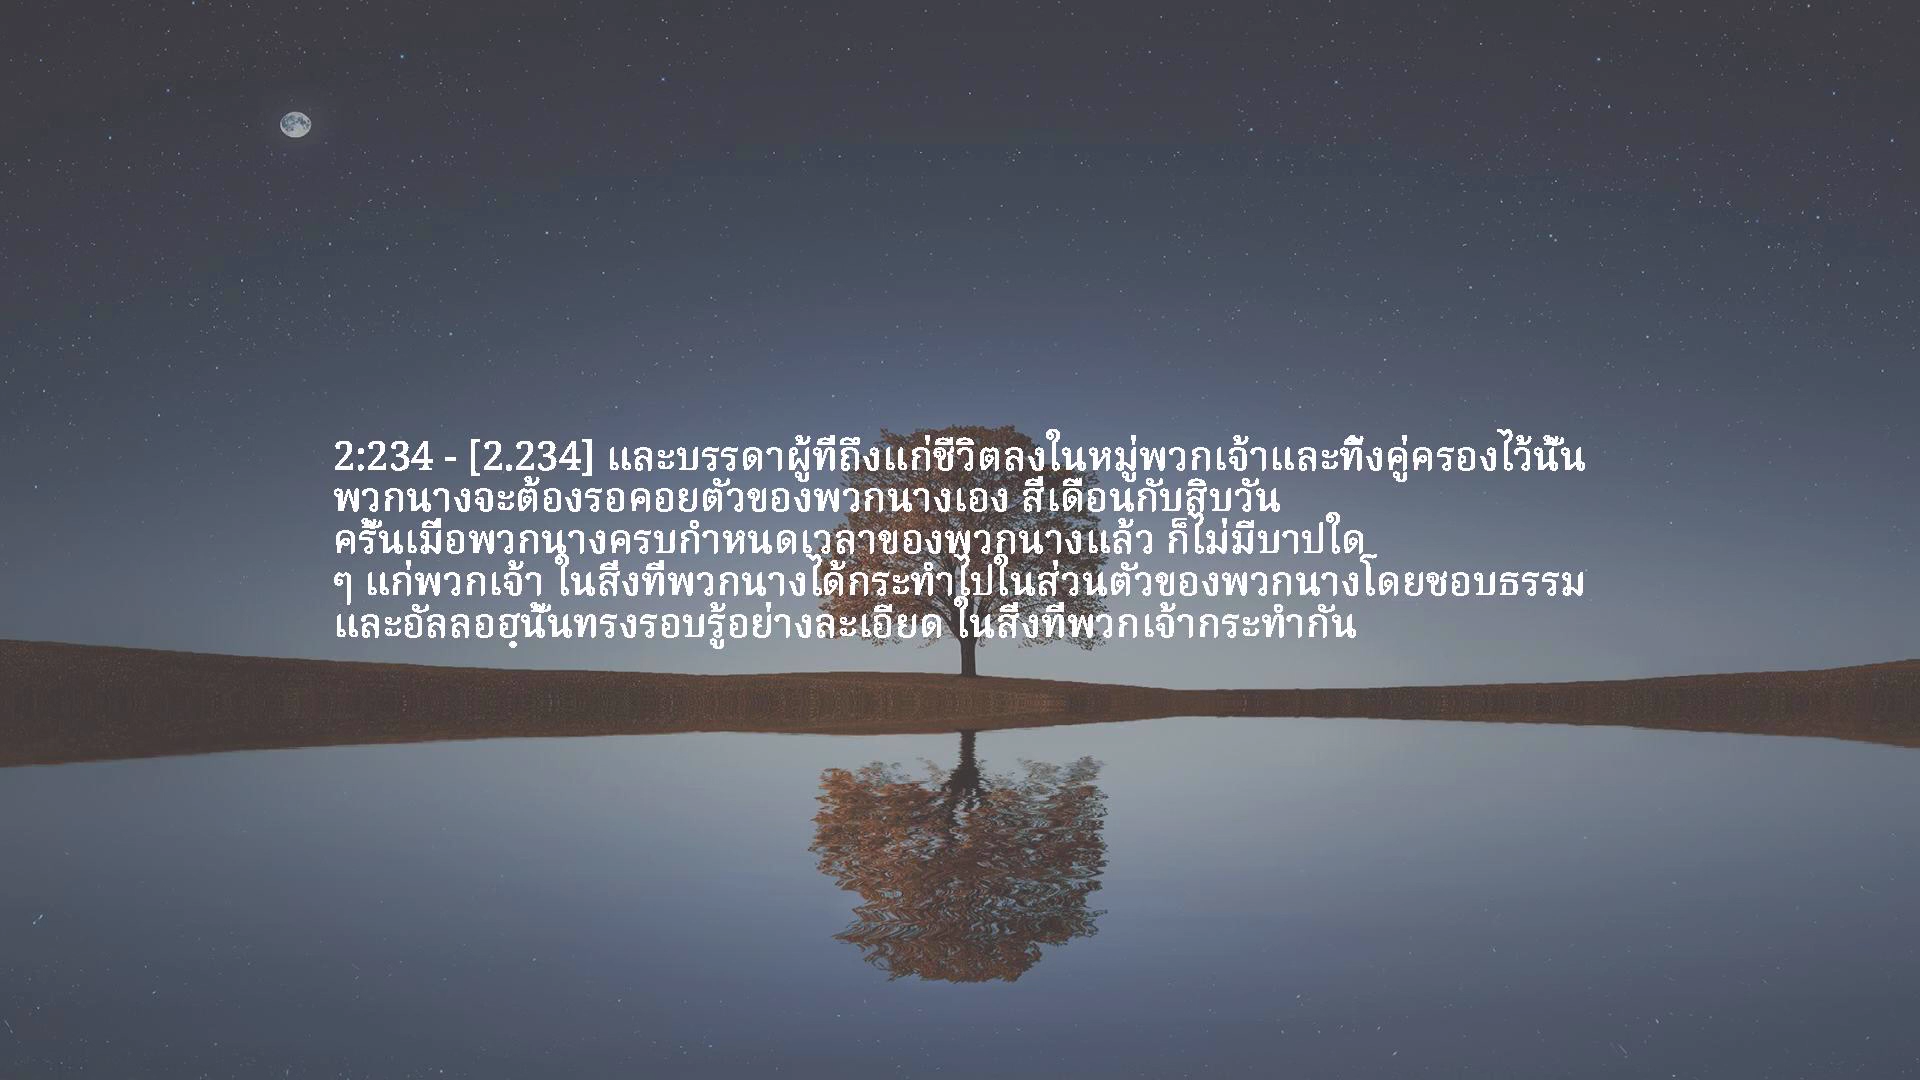 2:234 - [2.234] และบรรดาผู้ที่ถึงแก่ชีวิตลงในหมู่พวกเจ้าและทิ้งคู่ครองไว้นั้น
พวกนางจะต้องรอคอยตัวของพวกนางเอง สี่เดือนกับสิบวัน
ครั้นเมื่อพวกนางครบกำหนดเวลาของพวกนางแล้ว ก็ไม่มีบาปใด
ๆ แก่พวกเจ้า ในสิ่งที่พวกนางได้กระทำไปในส่วนตัวของพวกนางโดยชอบธรรม
และอัลลอฮฺนั้นทรงรอบรู้อย่างละเอียด ในสิ่งที่พวกเจ้ากระทำกัน